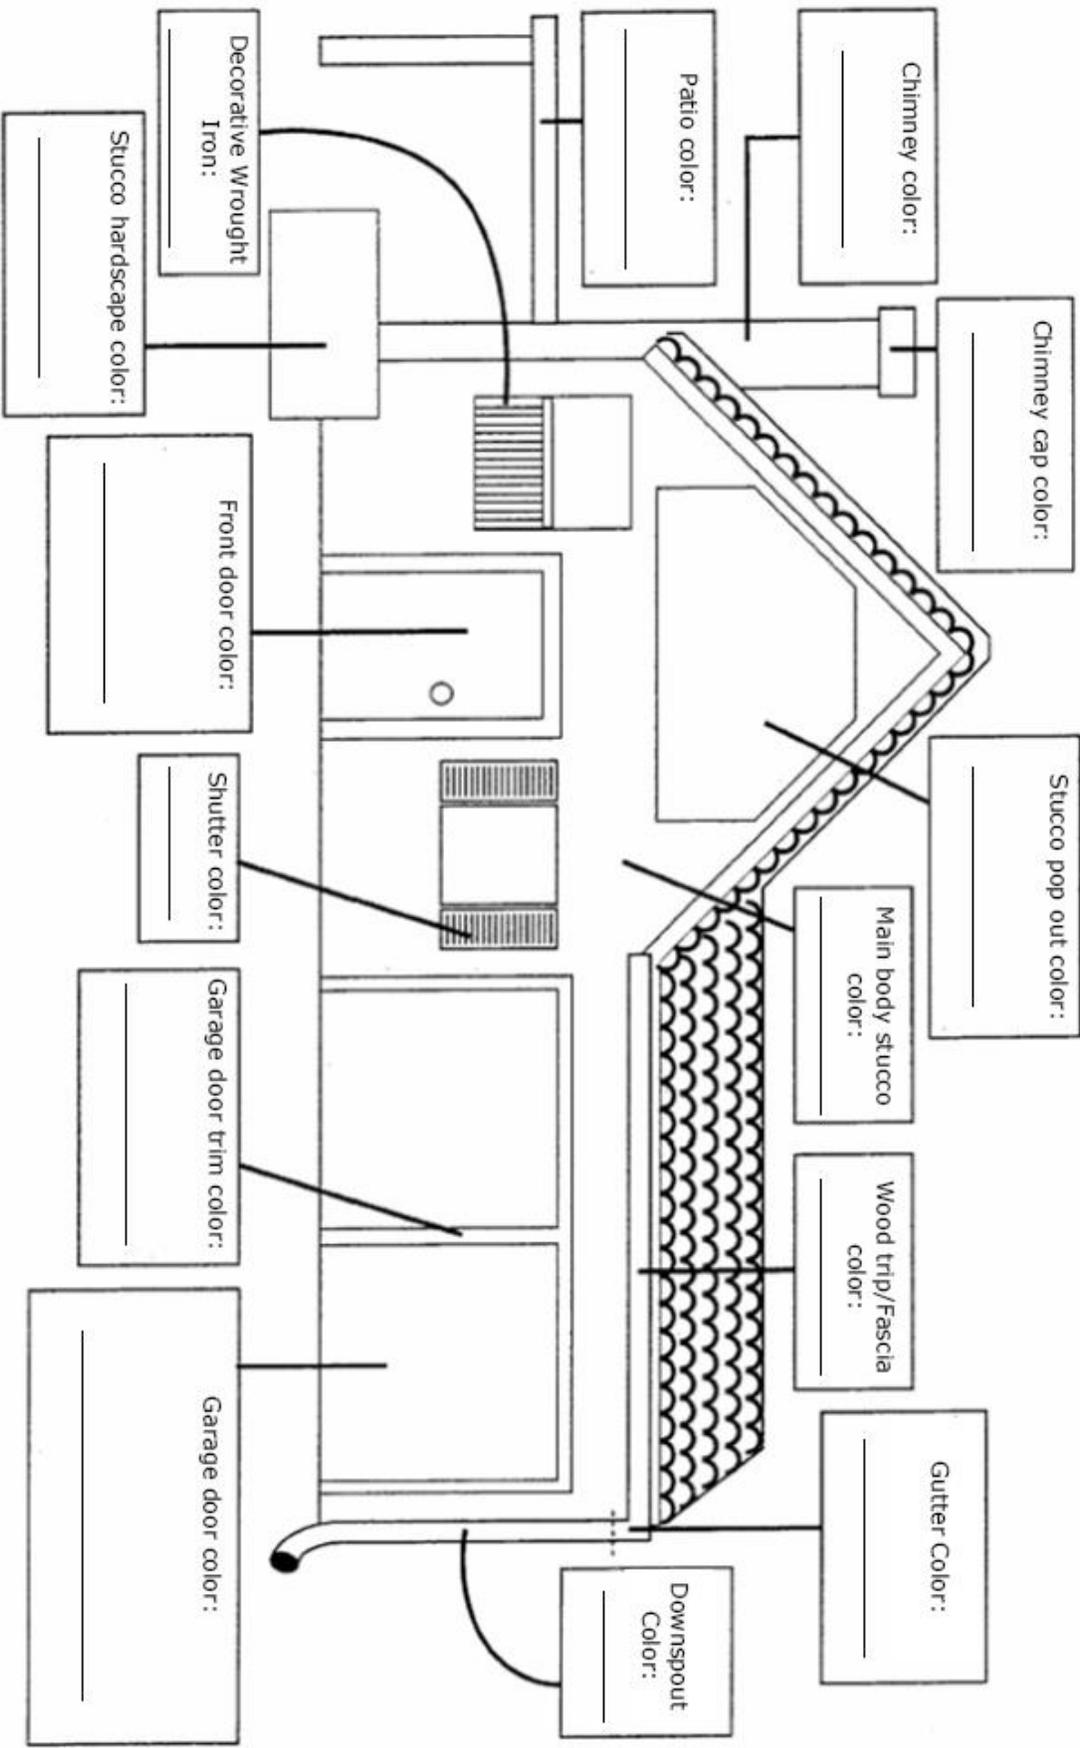 Chimney cap color:
Stucco pop out color:
Chimney color:
Main body stucco
color:
Wood trip/Fascia
color:
Gutter Color:
Patio color:
Downspout
Color:
Decorative Wrought
Iron:
Stucco hardscape color:
Front door color:
Shutter color:
Garage door trim color:
Garage door color: